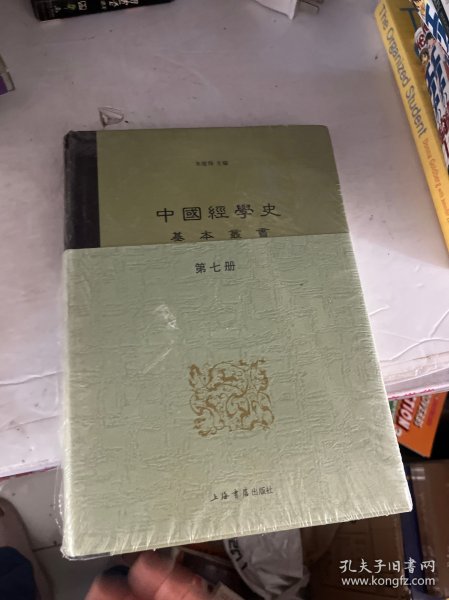 朱維錚 主編
中國經學史
基本叢書
第七册
上海書店出版社
The Organized Student
孔夫子旧书网
www.kongfz.com